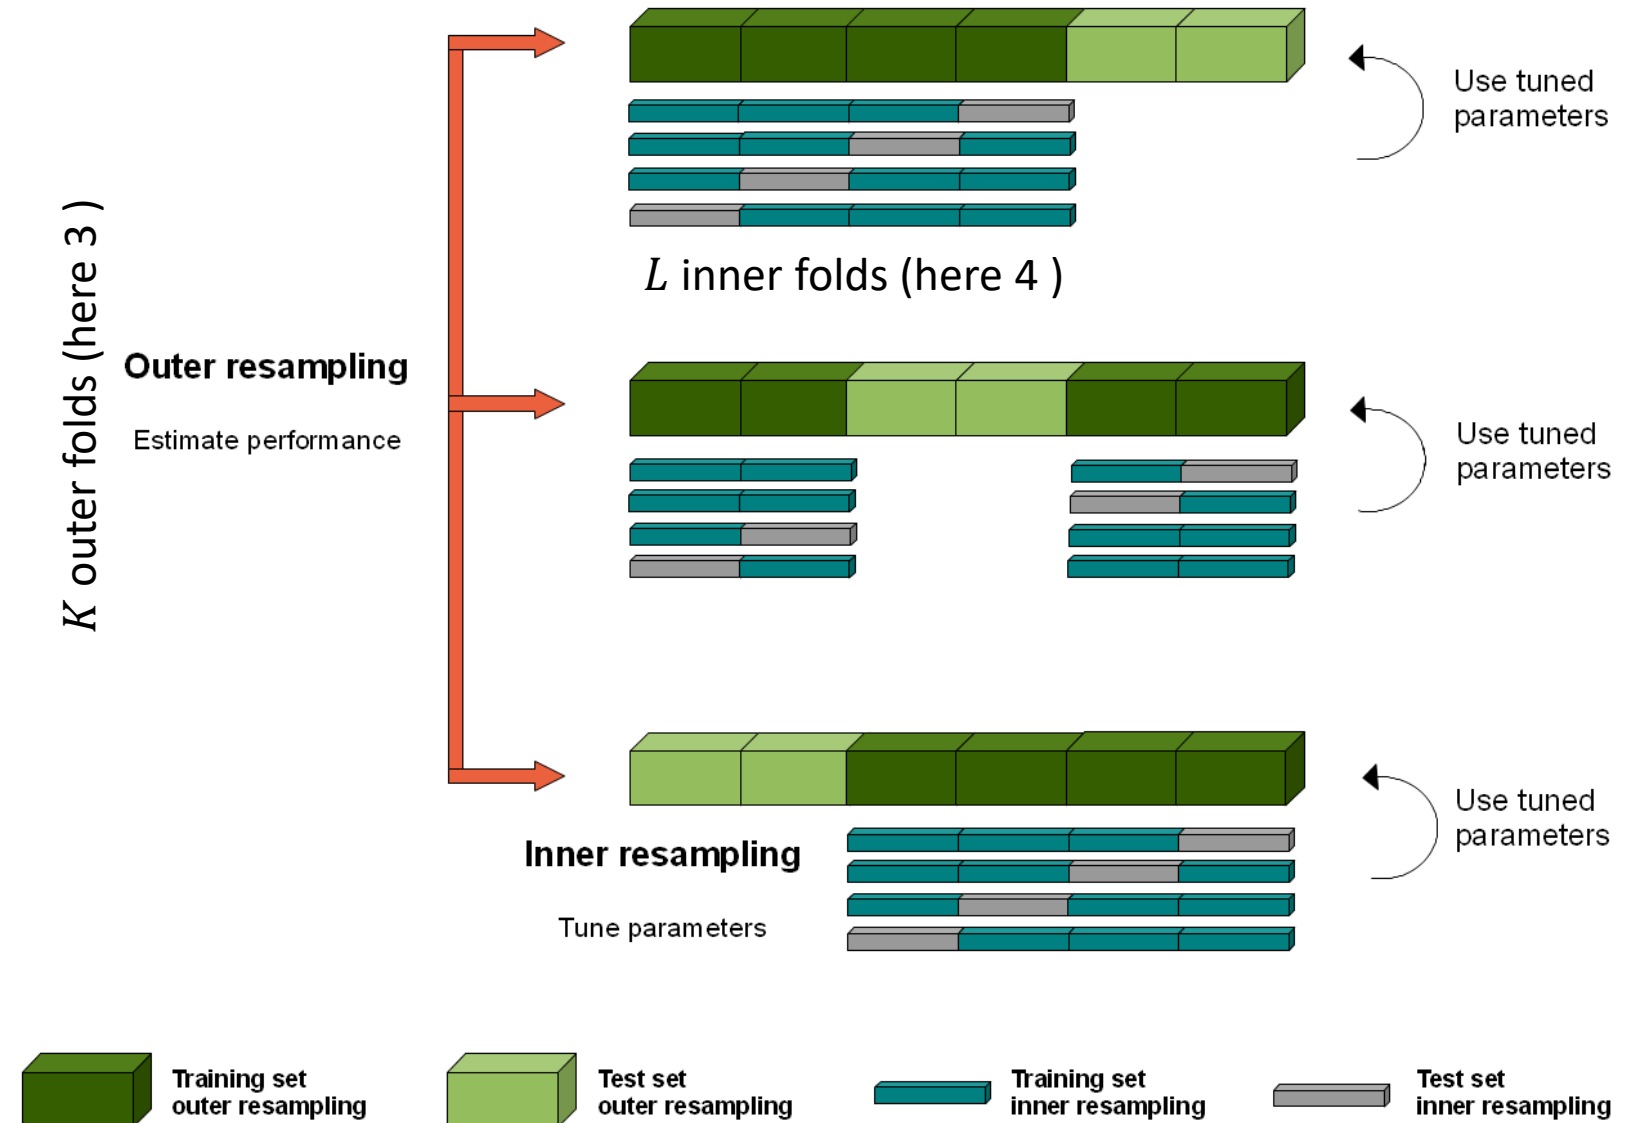 K outer folds (here 3 )
Outer resampling
Estimate performance
Use tuned
parameters
L inner folds (here 4 )
Use tuned
parameters
Inner resampling
Tune parameters
Use tuned
parameters
Training set
outer resampling
Test set
outer resampling
Training set
inner resampling
Test set
inner resampling